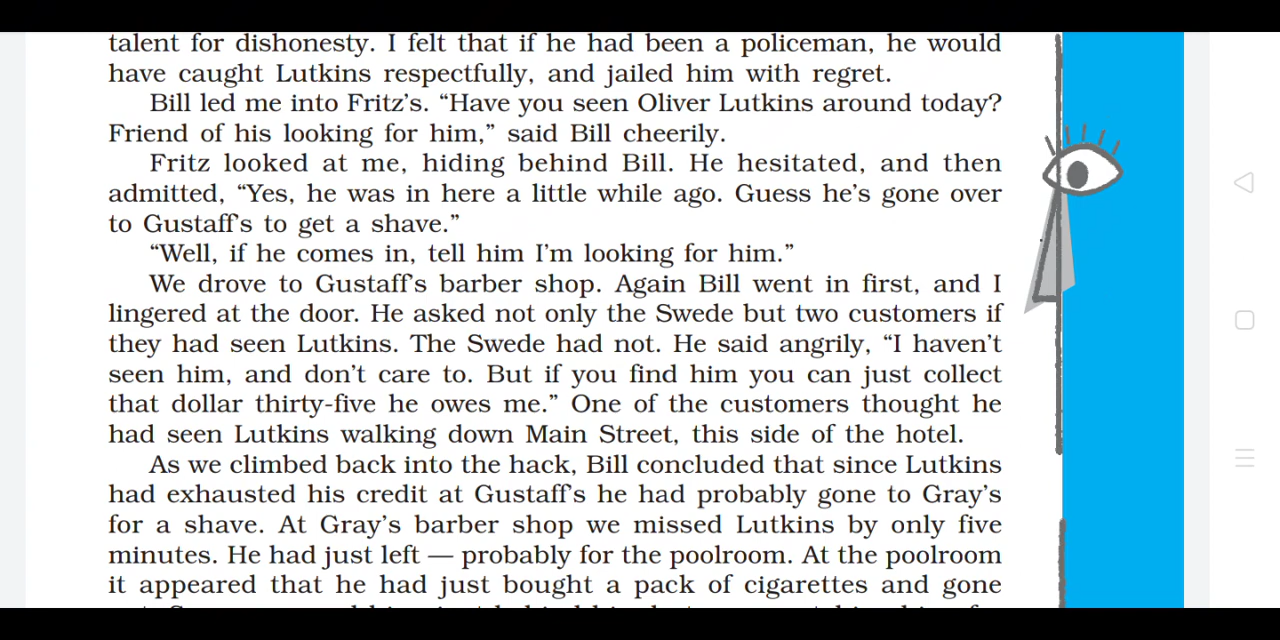 talent for dishonesty. I felt that if he had been a policeman, he would
have caught Lutkins respectfully, and jailed him with regret.
Bill led me into Fritz’s. “Have you seen Oliver Lutkins around today?
Friend of his looking for him,” said Bill cheerily.
Fritz looked at me, hiding behind Bill. He hesitated, and then
admitted, “Yes, he was in here a little while ago. Guess he’s gone over
to Gustaff’s to get a shave.”
“Well, if he comes in, tell him I’m looking for him.”
We drove to Gustaff’s barber shop. Again Bill went in first, and I
lingered at the door. He asked not only the Swede but two customers if
they had seen Lutkins. The Swede had not. He said angrily, “I haven’t
seen him, and don’t care to. But if you find him you can just collect
that dollar thirty-five he owes me.” One of the customers thought he
had seen Lutkins walking down Main Street, this side of the hotel.
As we climbed back into the hack, Bill concluded that since Lutkins
had exhausted his credit at Gustaff’s he had probably gone to Gray’s
for a shave. At Gray’s barber shop we missed Lutkins by only five
minutes. He had just left — probably for the poolroom. At the poolroom
it appeared that he had just bought a pack of cigarettes and gone